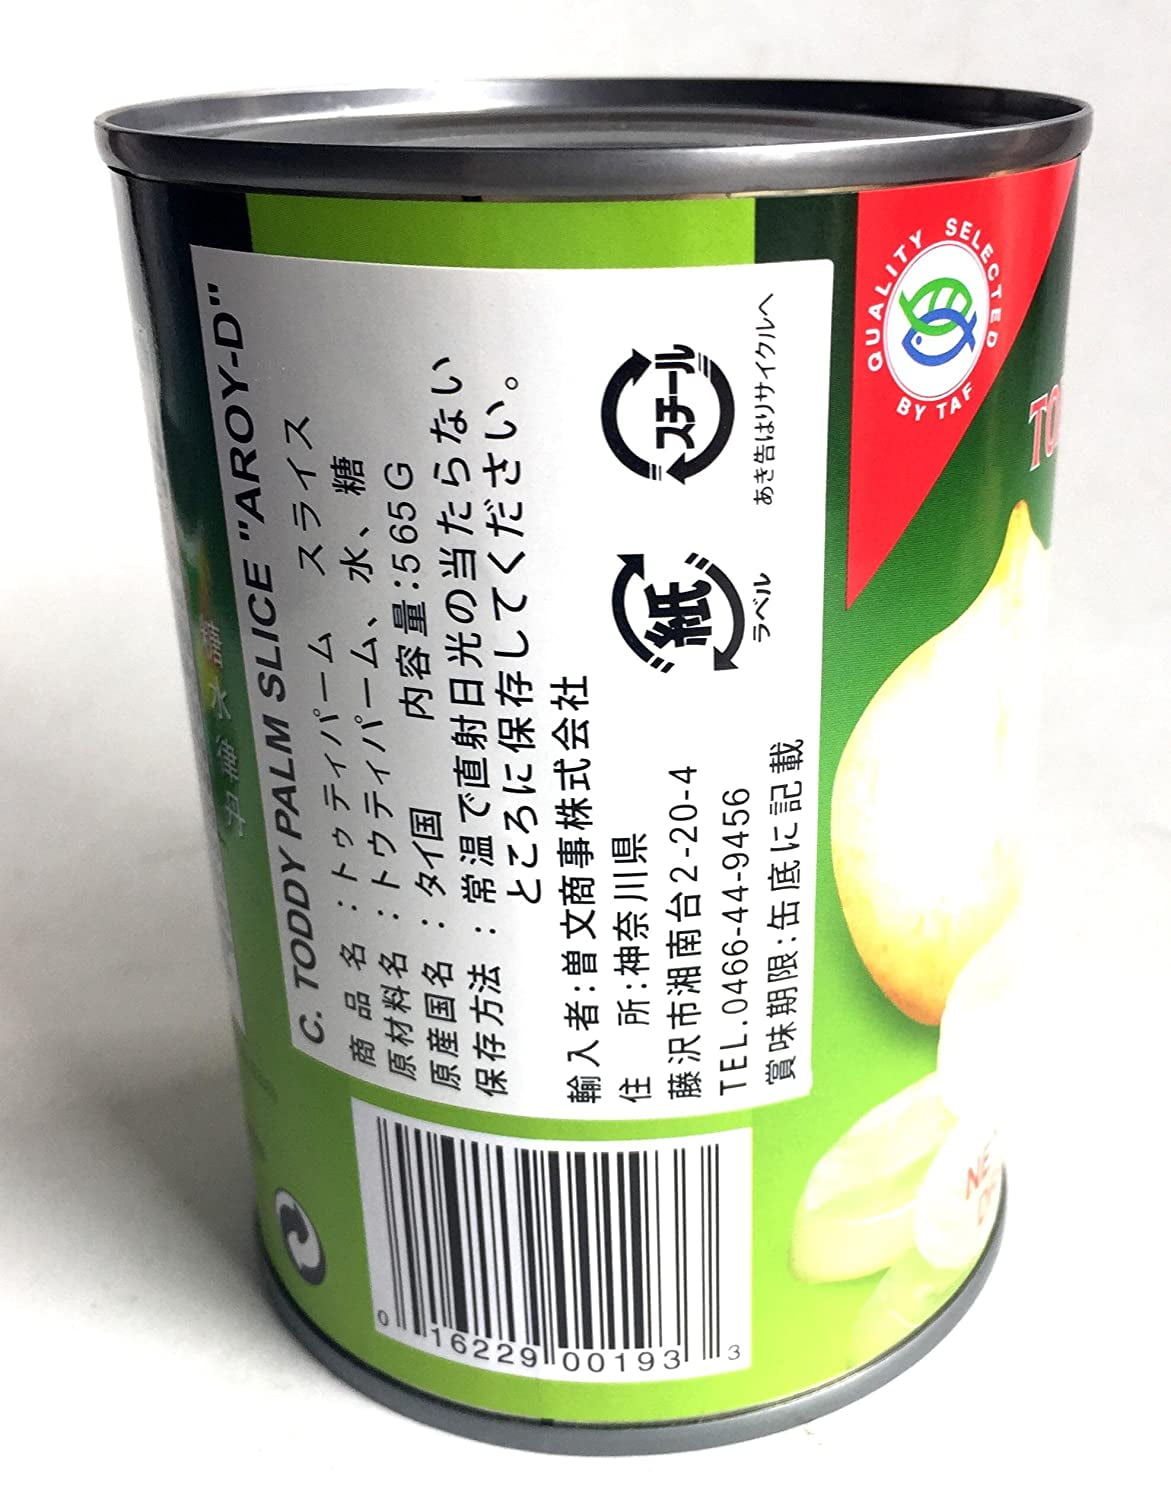 C. TODDY PALM SLICE "AROY-D"
商品名：トゥティパーム スライス
原材料名：トウティパーム、水、糖
原産国名：タイ国 内容量:565G
保存方法：常温で直射日光の当たらない
ところに保存してください。
輸入者:曽文商事株式会社
住 所:神奈川県
藤沢市湘南台2-20-4
TEL.0466-44-9456
賞味期限:缶底に記載
スチール
あき缶はリサイクルへ
紙
ラベル
QUALITY SELECTED
BY TAF
TO
糖水
NE
0 16229 00193 3